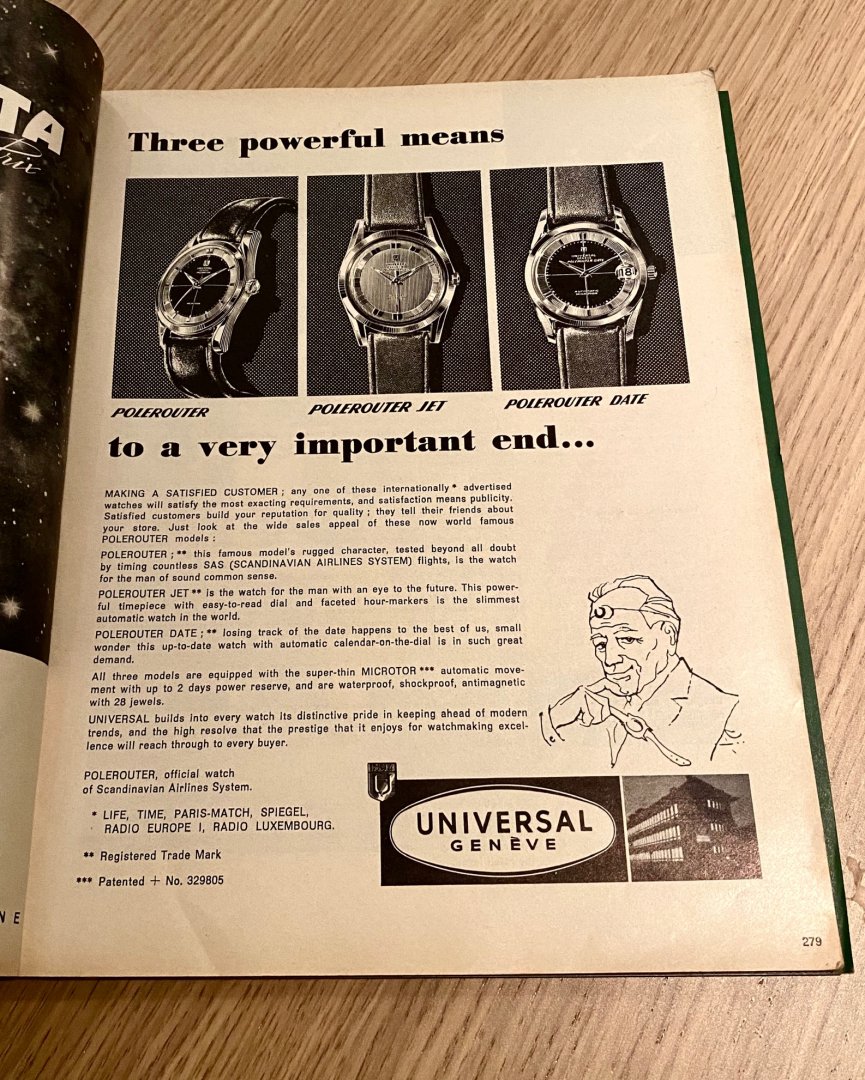 TA
Prix
Three powerful means
UNIVERSAL
POLEROUTER DATE
AUTOMATIC
18
POLEROUTER
POLEROUTER JET
POLEROUTER DATE
to a very important end...
MAKING A SATISFIED CUSTOMER ; any one of these internationally * advertised
watches will satisfy the most exacting requirements, and satisfaction means publicity.
Satisfied customers build your reputation for quality ; they tell their friends about
your store. Just look at the wide sales appeal of these now world famous
POLEROUTER models :
POLEROUTER ; ** this famous model's rugged character, tested beyond all doubt
by timing countless SAS (SCANDINAVIAN AIRLINES SYSTEM) flights, is the watch
for the man of sound common sense.
POLEROUTER JET ** is the watch for the man with an eye to the future. This power-
ful timepiece with easy-to-read dial and faceted hour-markers is the slimmest
automatic watch in the world.
POLEROUTER DATE ; ** losing track of the date happens to the best of us, small
wonder this up-to-date watch with automatic calendar-on-the-dial is in such great
demand.
All three models are equipped with the super-thin MICROTOR *** automatic move-
ment with up to 2 days power reserve, and are waterproof, shockproof, antimagnetic
with 28 jewels.
UNIVERSAL builds into every watch its distinctive pride in keeping ahead of modern
trends, and the high resolve that the prestige that it enjoys for watchmaking excel-
lence will reach through to every buyer.
POLEROUTER, official watch
of Scandinavian Airlines System.
* LIFE, TIME, PARIS-MATCH, SPIEGEL,
RADIO EUROPE I, RADIO LUXEMBOURG.
** Registered Trade Mark
*** Patented + No. 329805
U
UNIVERSAL
GENÈVE
NE
279